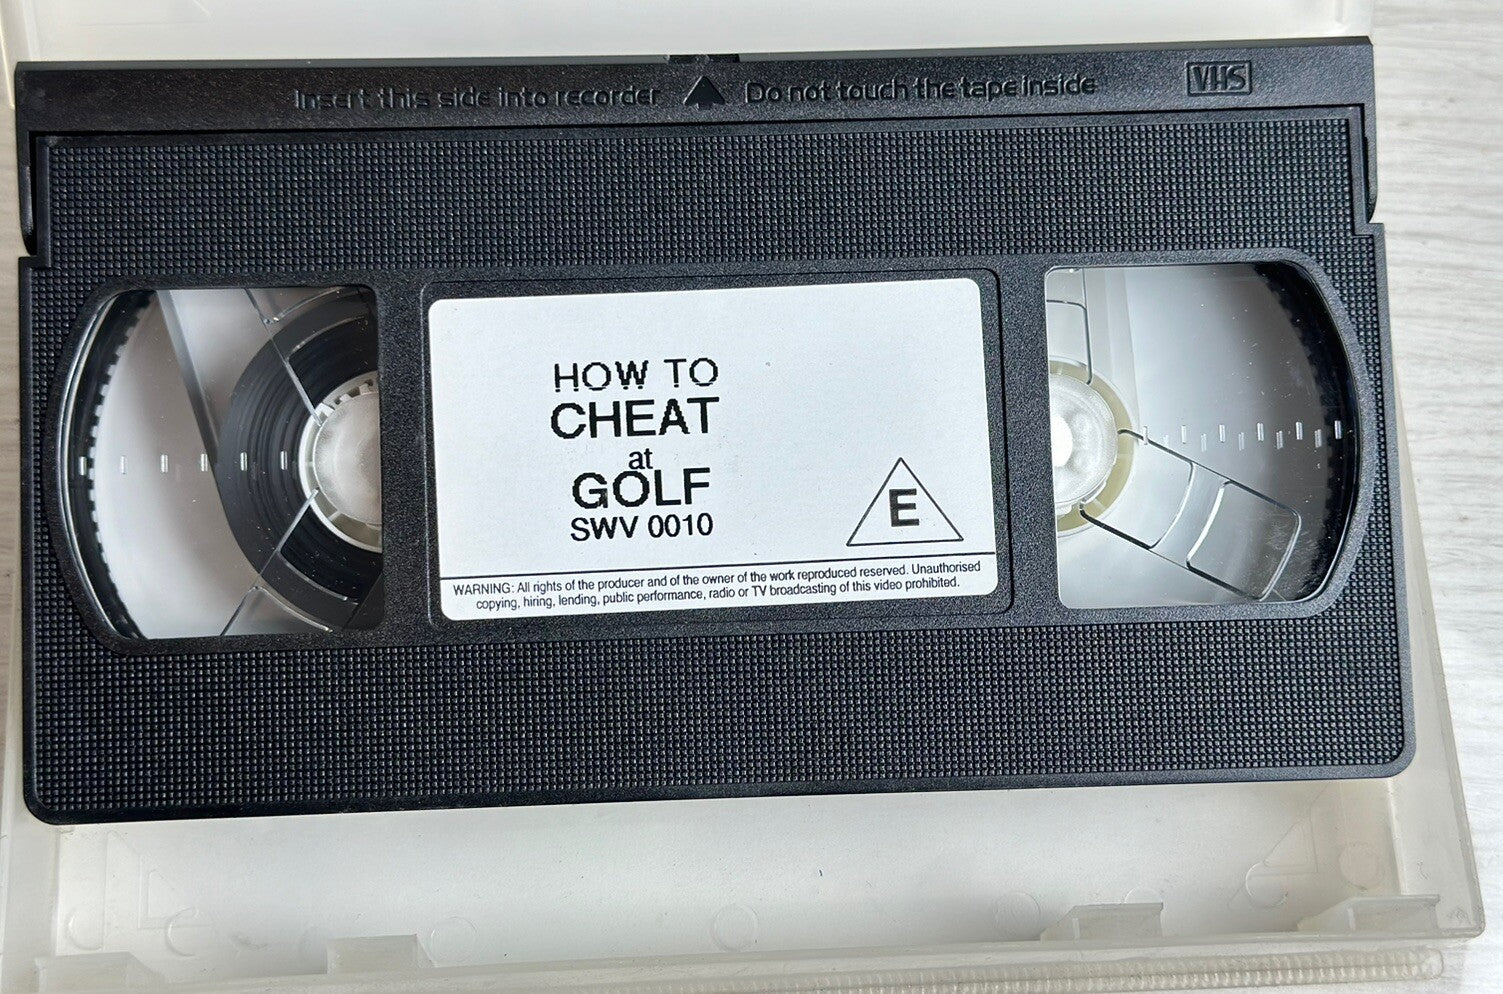 Insert this side into recorder Do not touch the tape inside VHS
HOW TO
CHEAT
at
GOLF
SWV 0010
E
WARNING: All rights of the producer and of the owner of the work reproduced reserved. Unauthorised
copying, hiring, lending, public performance, radio or TV broadcasting of this video prohibited.